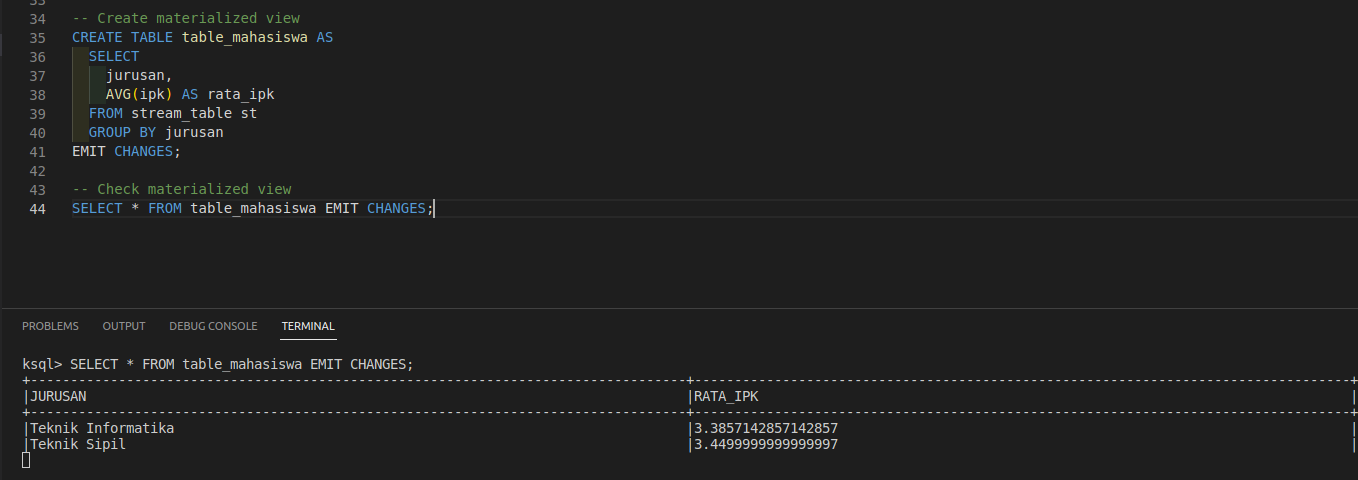 33
34 -- Create materialized view
35 CREATE TABLE table_mahasiswa AS
36 SELECT
37 jurusan,
38 AVG(ipk) AS rata_ipk
39 FROM stream_table st
40 GROUP BY jurusan
41 EMIT CHANGES;
42
43 -- Check materialized view
44 SELECT * FROM table_mahasiswa EMIT CHANGES;
PROBLEMS OUTPUT DEBUG CONSOLE TERMINAL
ksql> SELECT * FROM table_mahasiswa EMIT CHANGES;
|JURUSAN |RATA_IPK |
|Teknik Informatika |3.3857142857142857 |
|Teknik Sipil |3.4499999999999997 |